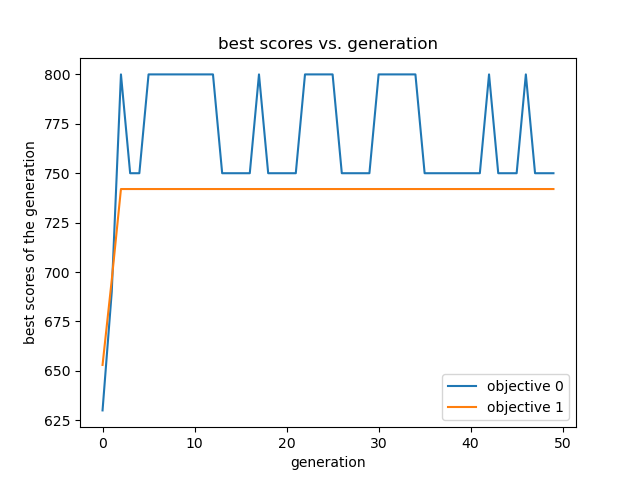 best scores vs. generation
best scores of the generation
800
775
750
725
700
675
650
625
0
10
20
30
40
50
generation
objective 0
objective 1